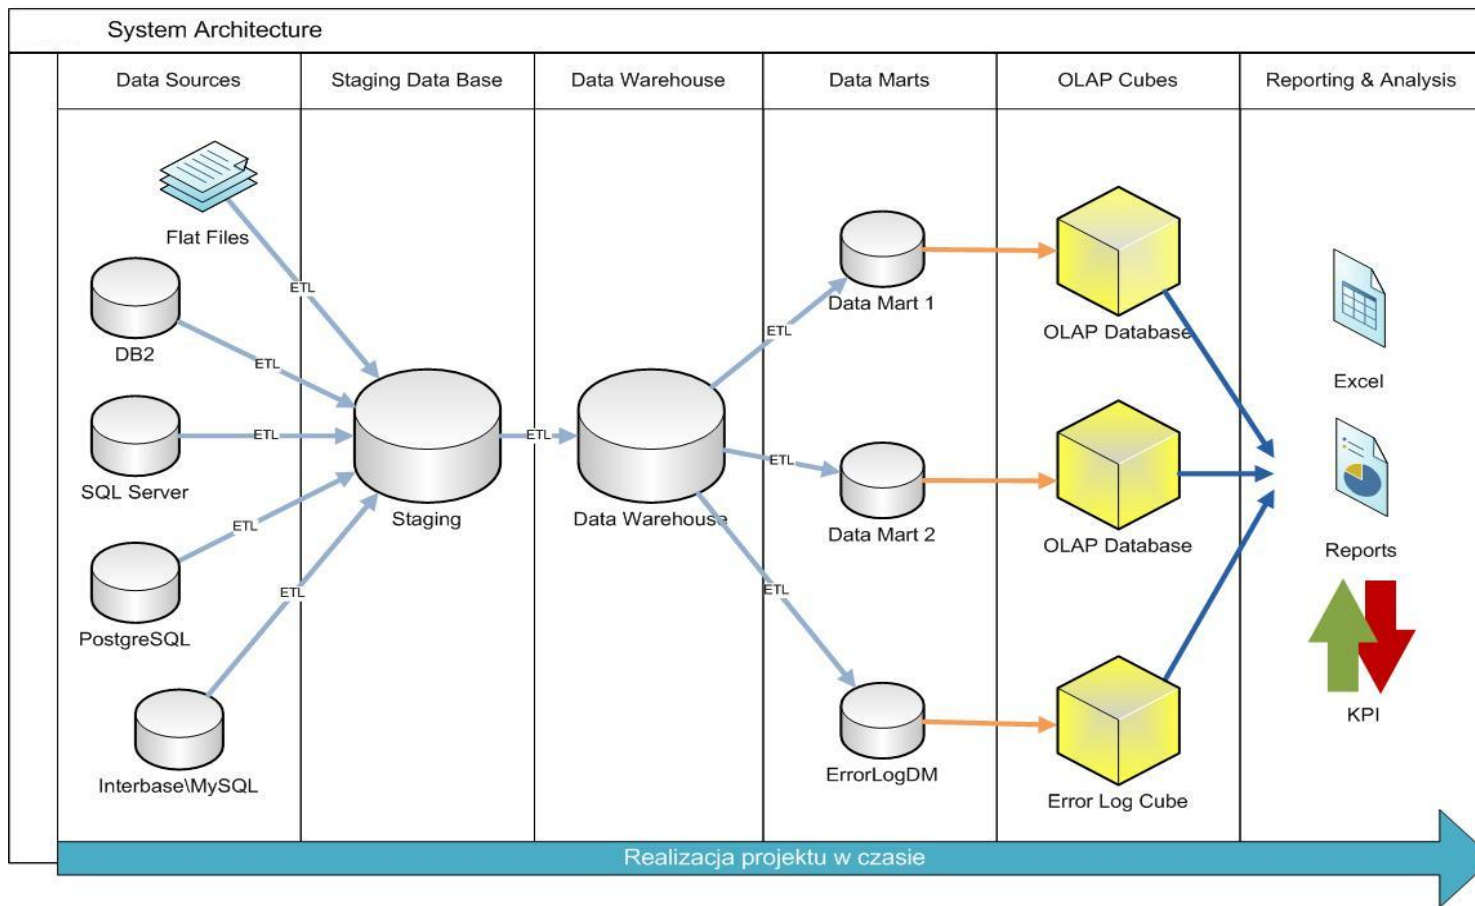 System Architecture
Data Sources
Staging Data Base
Data Warehouse
Data Marts
OLAP Cubes
Reporting & Analysis
Flat Files
DB2
SQL Server
PostgreSQL
Interbase\MySQL
ETL
ETL
ETL
ETL
ETL
Staging
ETL
Data Warehouse
ETL
ETL
ETL
Data Mart 1
Data Mart 2
ErrorLogDM
OLAP Database
OLAP Database
Error Log Cube
Excel
Reports
KPI
Realizacja projektu w czasie